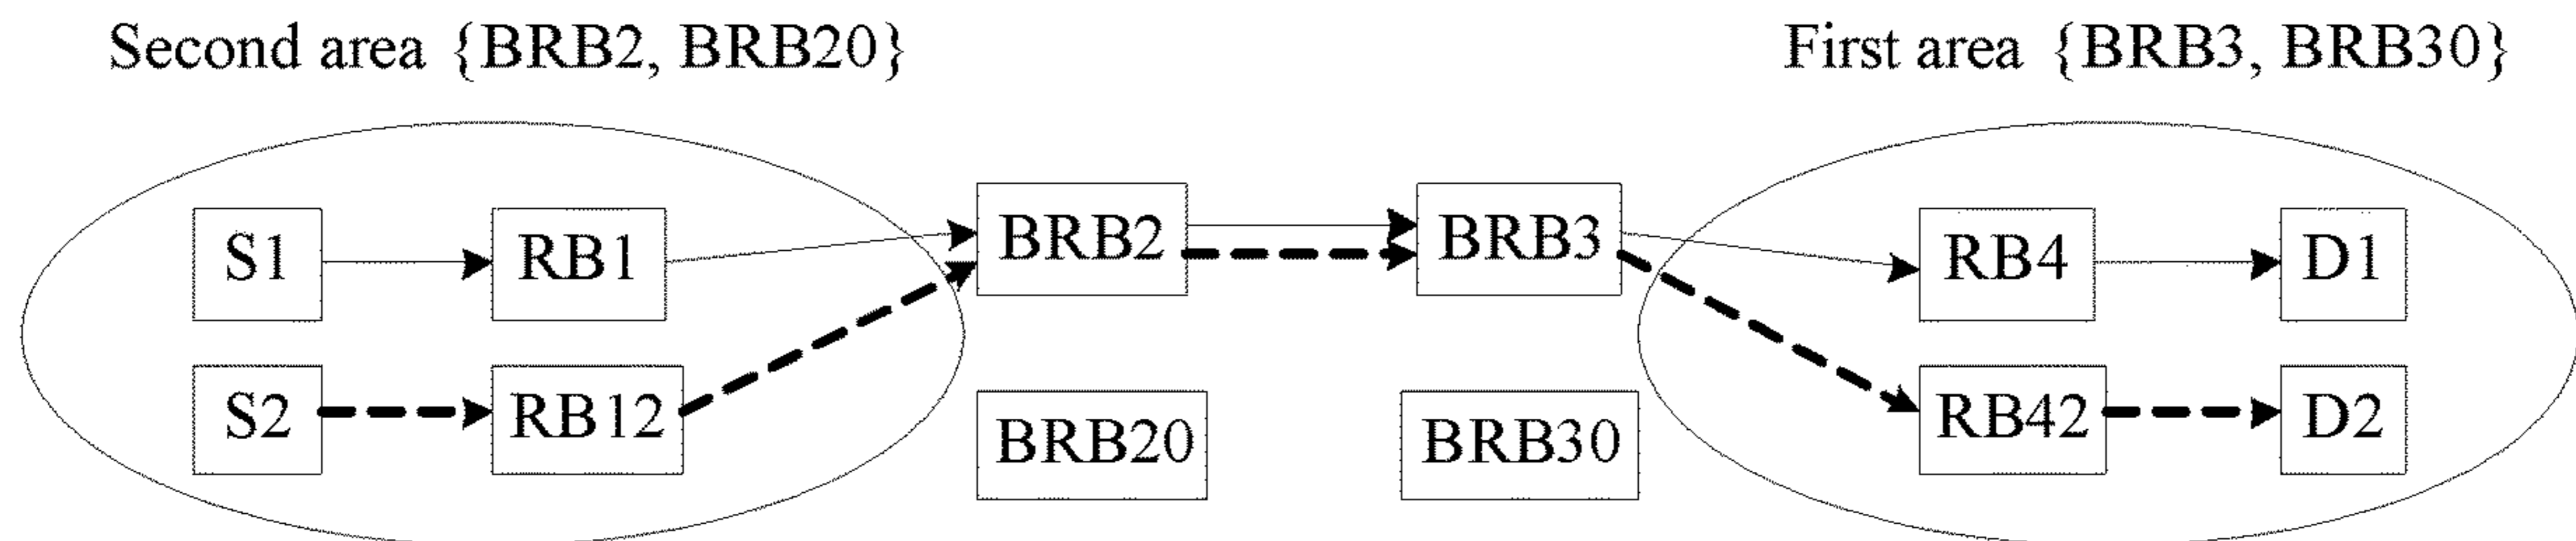 Second area {BRB2, BRB20}
First area {BRB3, BRB30}
S1
RB1
BRB2
BRB3
RB4
D1
S2
RB12
BRB20
BRB30
RB42
D2